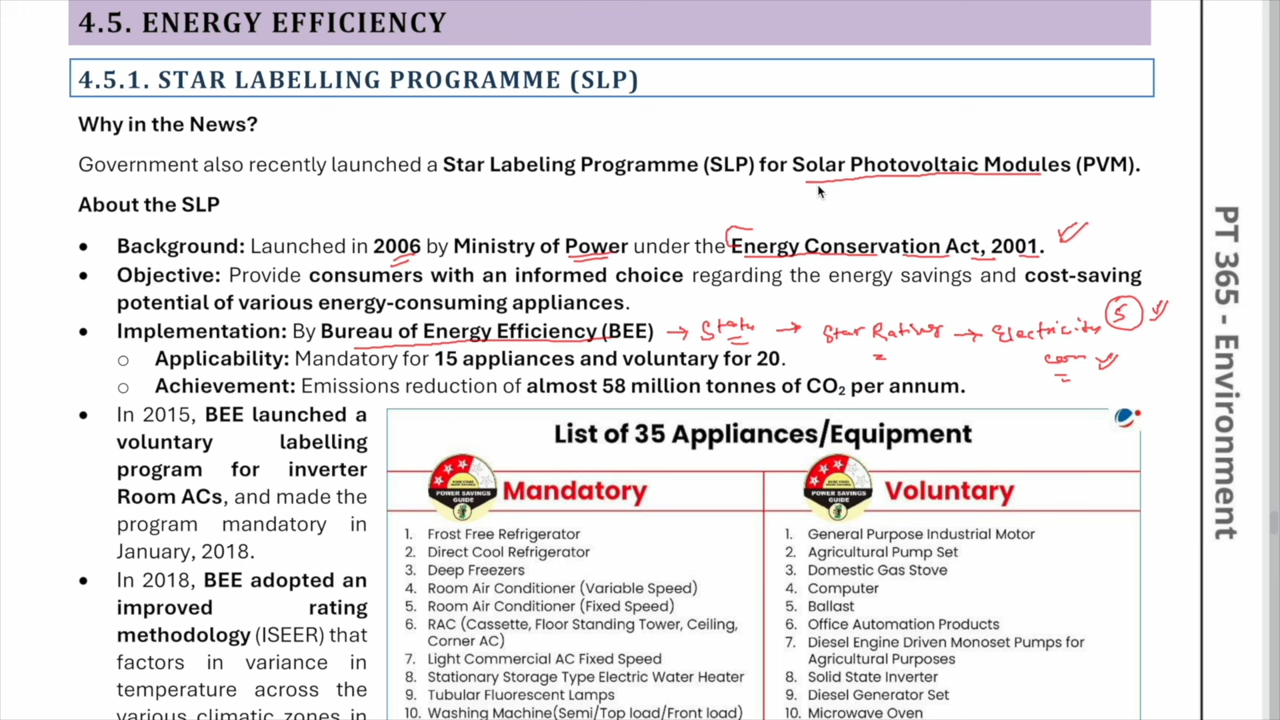 4.5. ENERGY EFFICIENCY
4.5.1. STAR LABELLING PROGRAMME (SLP)
Why in the News?
Government also recently launched a Star Labeling Programme (SLP) for Solar Photovoltaic Modules (PVM).
About the SLP
• Background: Launched in 2006 by Ministry of Power under the Energy Conservation Act, 2001.
• Objective: Provide consumers with an informed choice regarding the energy savings and cost-saving
potential of various energy-consuming appliances.
• Implementation: By Bureau of Energy Efficiency (BEE) → State → Star Rating → Electricity 5
com
o Applicability: Mandatory for 15 appliances and voluntary for 20.
o Achievement: Emissions reduction of almost 58 million tonnes of CO₂ per annum.
• In 2015, BEE launched a
voluntary labelling
program for inverter
Room ACs, and made the
program mandatory in
January, 2018.
• In 2018, BEE adopted an
improved rating
methodology (ISEER) that
factors in variance in
temperature across the
various climatic zones in
List of 35 Appliances/Equipment
POWER SAVINGS
GUIDE
Mandatory
1. Frost Free Refrigerator
2. Direct Cool Refrigerator
3. Deep Freezers
4. Room Air Conditioner (Variable Speed)
5. Room Air Conditioner (Fixed Speed)
6. RAC (Cassette, Floor Standing Tower, Ceiling,
Corner AC)
7. Light Commercial AC Fixed Speed
8. Stationary Storage Type Electric Water Heater
9. Tubular Fluorescent Lamps
10. Washing Machine(Semi/Top load/Front load)
POWER SAVINGS
GUIDE
Voluntary
1. General Purpose Industrial Motor
2. Agricultural Pump Set
3. Domestic Gas Stove
4. Computer
5. Ballast
6. Office Automation Products
7. Diesel Engine Driven Monoset Pumps for
Agricultural Purposes
8. Solid State Inverter
9. Diesel Generator Set
10. Microwave Oven
PT 365 - Environment